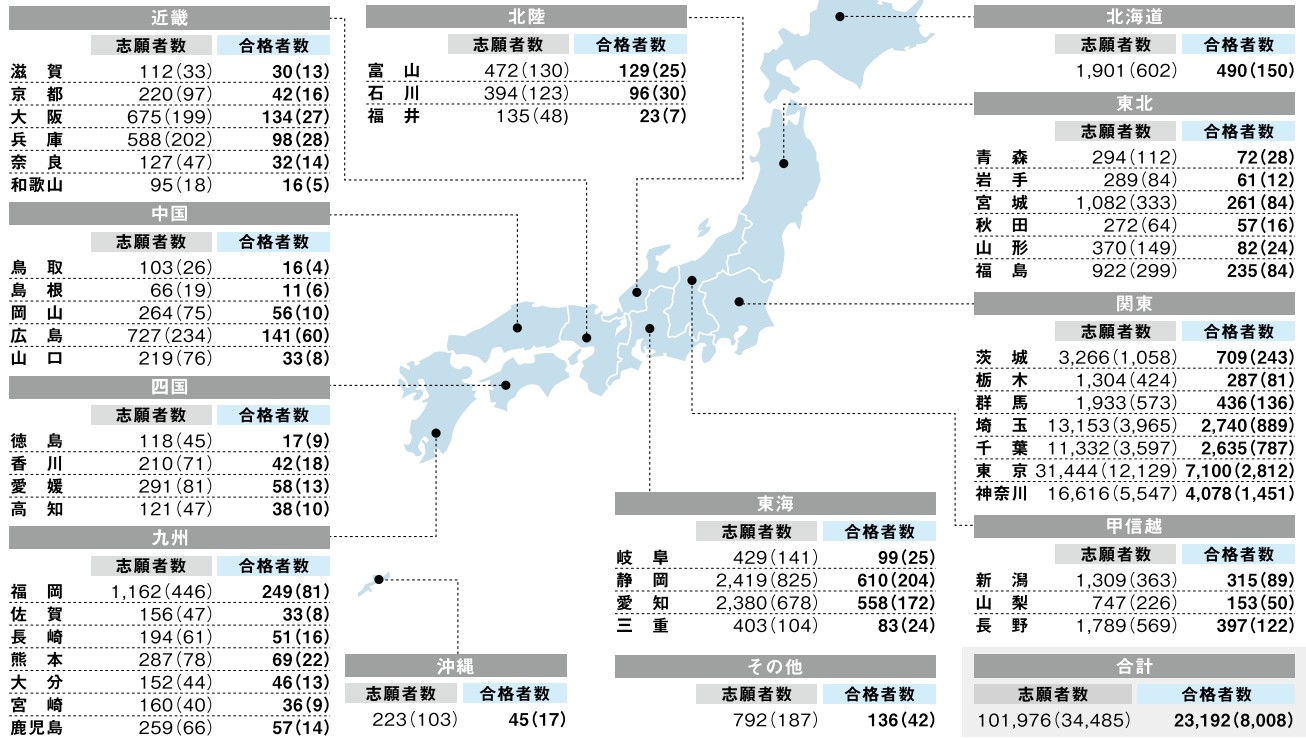 近畿
志願者数 合格者数
滋賀 112(33) 30(13)
京都 220(97) 42(16)
大阪 675(199) 134(27)
兵庫 588(202) 98(28)
奈良 127(47) 32(14)
和歌山 95(18) 16(5)
中国
志願者数 合格者数
鳥取 103(26) 16(4)
島根 66(19) 11(6)
岡山 264(75) 56(10)
広島 727(234) 141(60)
山口 219(76) 33(8)
四国
志願者数 合格者数
徳島 118(45) 17(9)
香川 210(71) 42(18)
愛媛 291(81) 58(13)
高知 121(47) 38(10)
九州
志願者数 合格者数
福岡 1,162(446) 249(81)
佐賀 156(47) 33(8)
長崎 194(61) 51(16)
熊本 287(78) 69(22)
大分 152(44) 46(13)
宮崎 160(40) 36(9)
鹿児島 259(66) 57(14)
北陸
志願者数 合格者数
富山 472(130) 129(25)
石川 394(123) 96(30)
福井 135(48) 23(7)
沖縄
志願者数 合格者数
223(103) 45(17)
東海
志願者数 合格者数
岐阜 429(141) 99(25)
静岡 2,419(825) 610(204)
愛知 2,380(678) 558(172)
三重 403(104) 83(24)
その他
志願者数 合格者数
792(187) 136(42)
北海道
志願者数 合格者数
1,901(602) 490(150)
東北
志願者数 合格者数
青森 294(112) 72(28)
岩手 289(84) 61(12)
宮城 1,082(333) 261(84)
秋田 272(64) 57(16)
山形 370(149) 82(24)
福島 922(299) 235(84)
関東
志願者数 合格者数
茨城 3,266(1,058) 709(243)
栃木 1,304(424) 287(81)
群馬 1,933(573) 436(136)
埼玉 13,153(3,965) 2,740(889)
千葉 11,332(3,597) 2,635(787)
東京 31,444(12,129) 7,100(2,812)
神奈川 16,616(5,547) 4,078(1,451)
甲信越
志願者数 合格者数
新潟 1,309(363) 315(89)
山梨 747(226) 153(50)
長野 1,789(569) 397(122)
合計
志願者数 合格者数
101,976(34,485) 23,192(8,008)